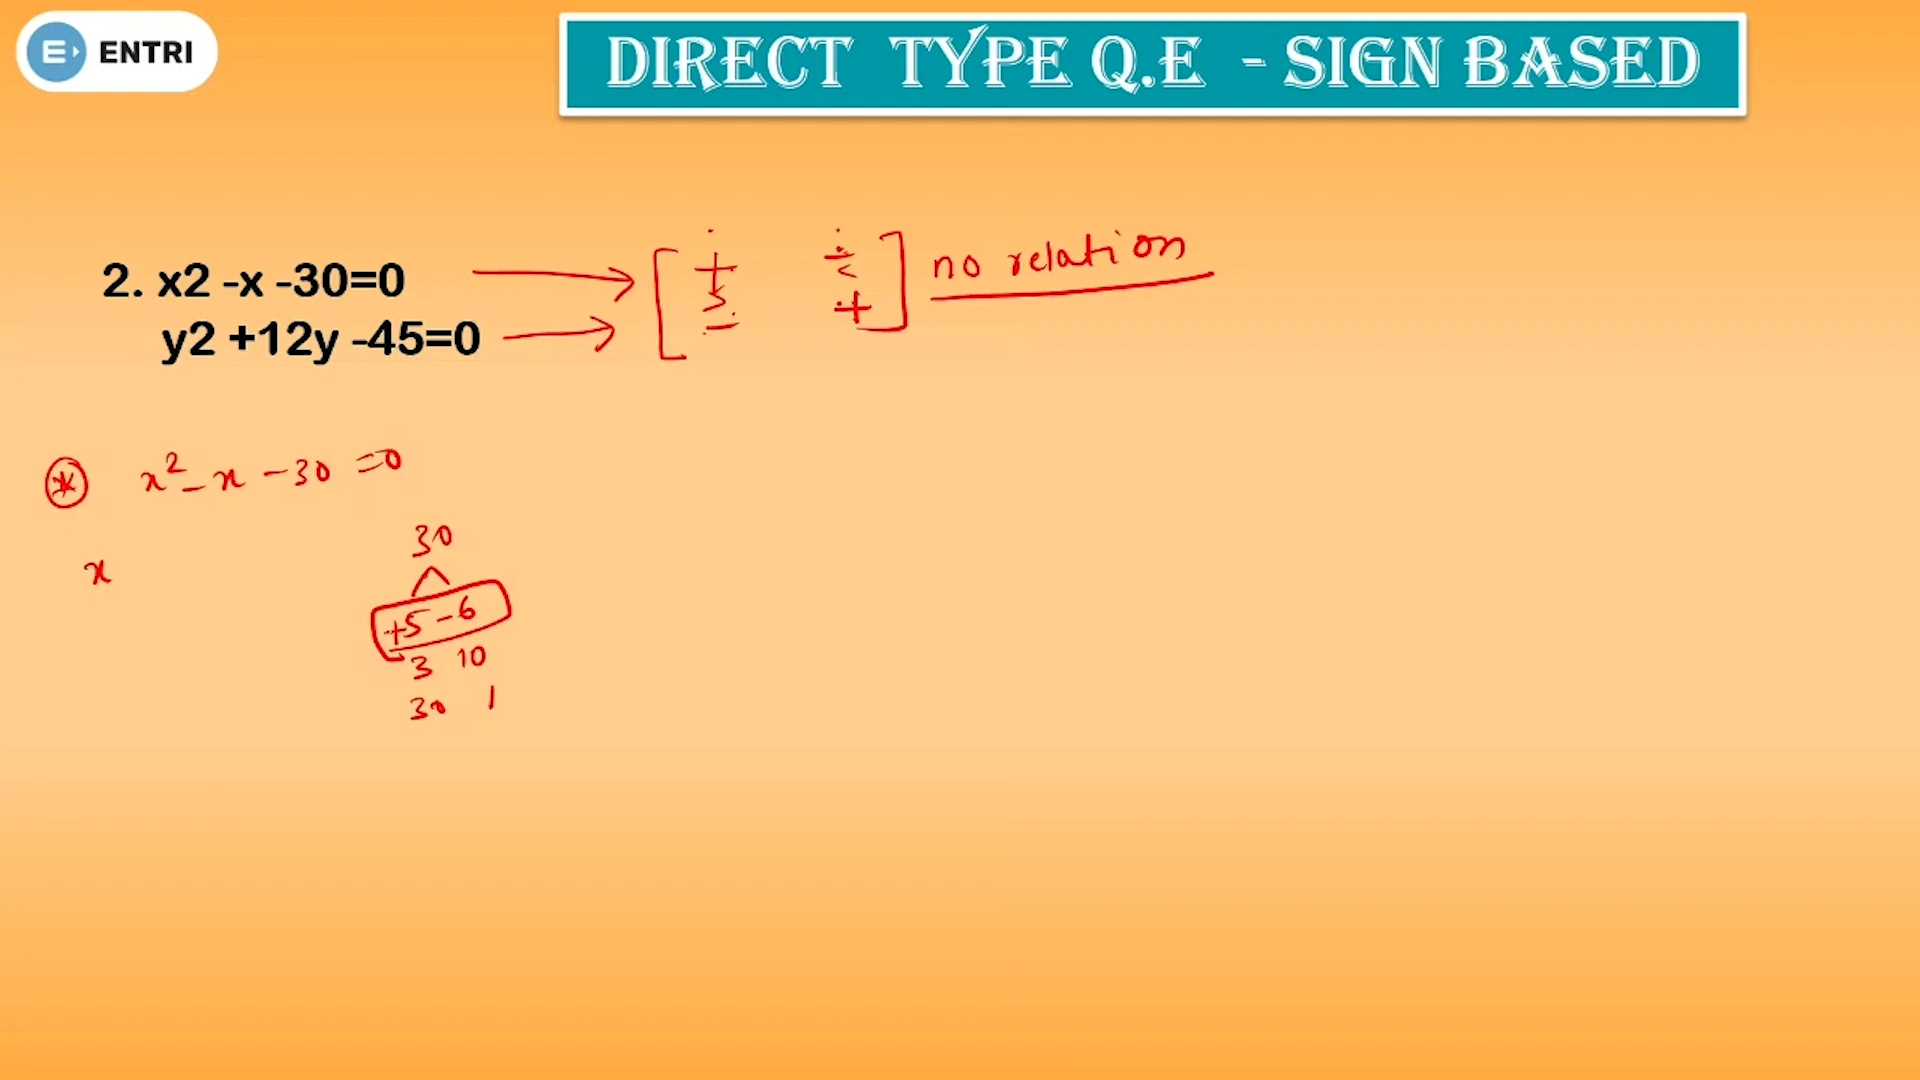 ENTRI
DIRECT TYPE Q.E - SIGN BASED
2. x2 -x -30=0
y2 +12y -45=0
+ -
> <
- +
no relation
* x² - x - 30 = 0
x
30
+5 -6
3 10
30 1